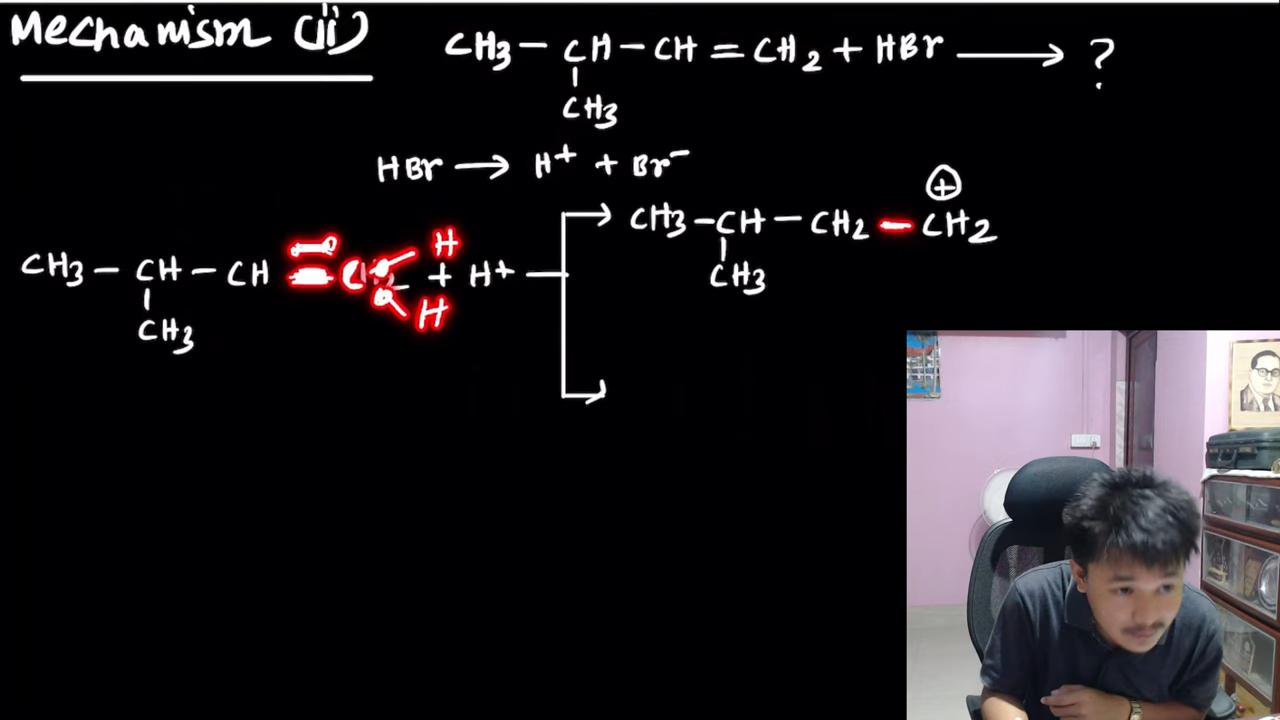 Mechanism (ii)
CH3 - CH - CH = CH2 + HBr ⟶ ?
CH3
HBr ⟶ H+ + Br-
⊕
CH3 - CH - CH2 - CH2
CH3
H
CH3 - CH - CH = C + H+
H
CH3